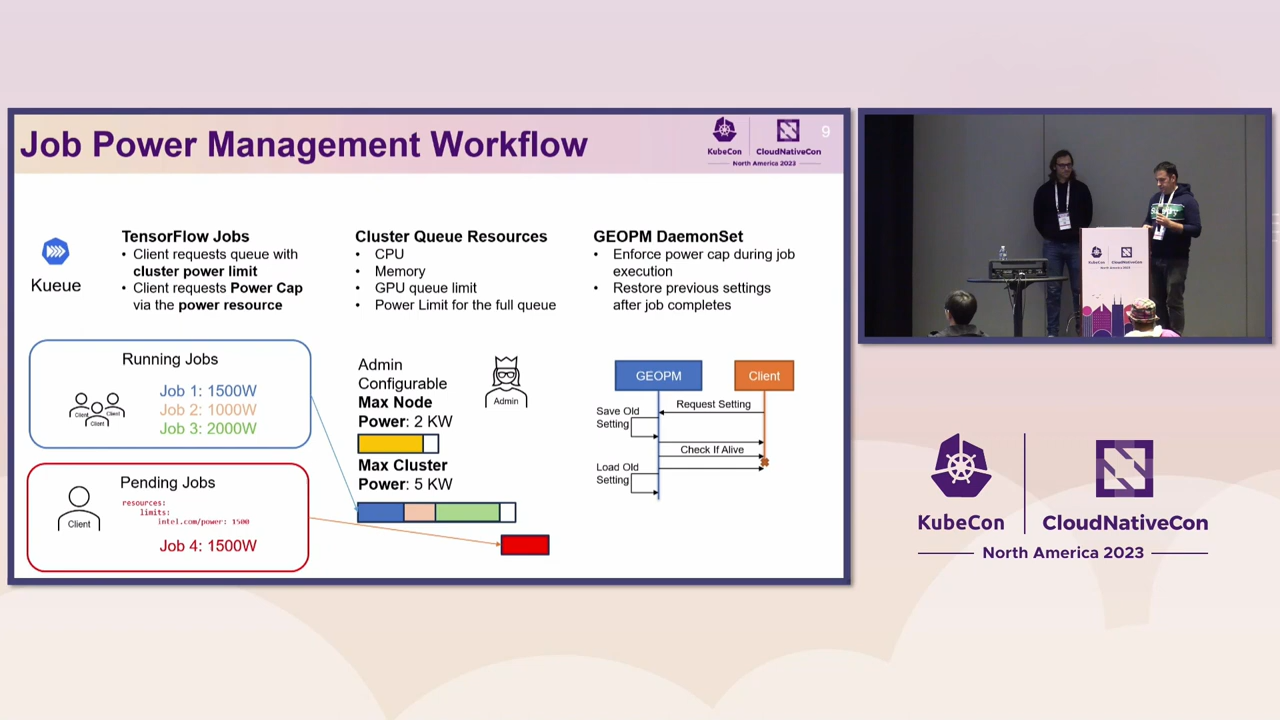 Job Power Management Workflow
KubeCon
CloudNativeCon
North America 2023
9
Kueue
TensorFlow Jobs
• Client requests queue with
cluster power limit
• Client requests Power Cap
via the power resource
Cluster Queue Resources
• CPU
• Memory
• GPU queue limit
• Power Limit for the full queue
GEOPM DaemonSet
• Enforce power cap during job
execution
• Restore previous settings
after job completes
Running Jobs
Client
Client
Client
Job 1: 1500W
Job 2: 1000W
Job 3: 2000W
Pending Jobs
Client
resources:
limits:
intel.com/power: 1500
Job 4: 1500W
Admin
Configurable
Max Node
Power: 2 KW
Admin
Max Cluster
Power: 5 KW
GEOPM
Client
Request Setting
Save Old
Setting
Check If Alive
Load Old
Setting
KubeCon
CloudNativeCon
North America 2023